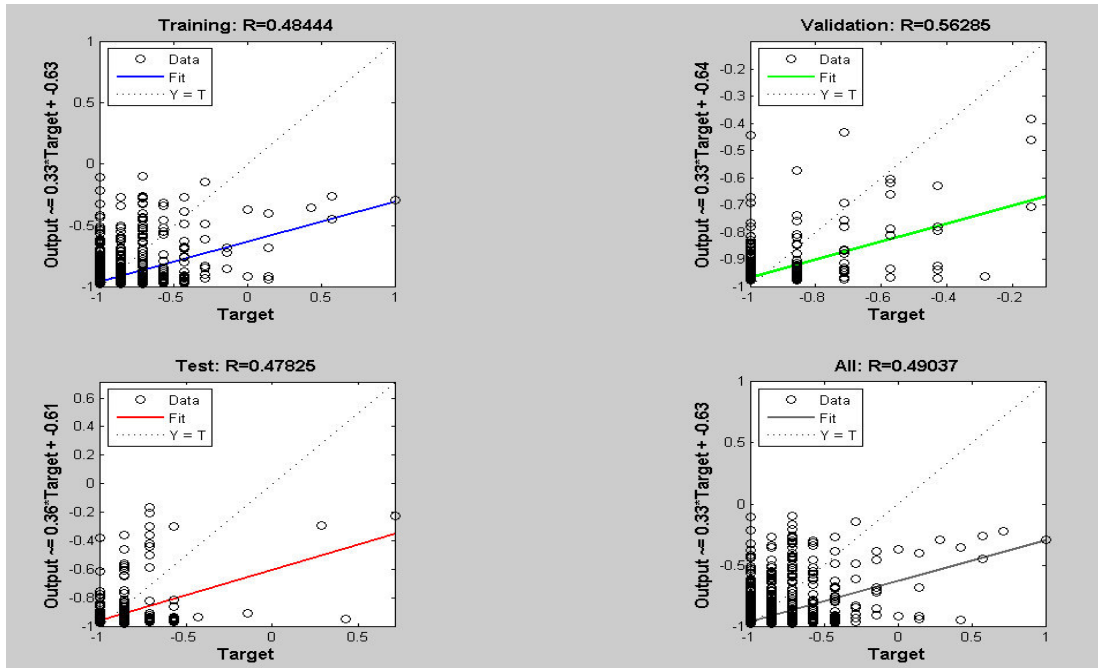 Training: R=0.48444
Output ~= 0.33*Target + -0.63
1
0.5
0
-0.5
-1
Data
Fit
Y = T
-1
-0.5
0
0.5
1
Target
Validation: R=0.56285
Output ~= 0.33*Target + -0.64
-0.2
-0.3
-0.4
-0.5
-0.6
-0.7
-0.8
-0.9
-1
Data
Fit
Y = T
-1
-0.8
-0.6
-0.4
-0.2
Target
Test: R=0.47825
Output ~= 0.36*Target + -0.61
0.6
0.4
0.2
0
-0.2
-0.4
-0.6
-0.8
-1
Data
Fit
Y = T
-1
-0.5
0
0.5
Target
All: R=0.49037
Output ~= 0.33*Target + -0.63
1
0.5
0
-0.5
-1
Data
Fit
Y = T
-1
-0.5
0
0.5
1
Target